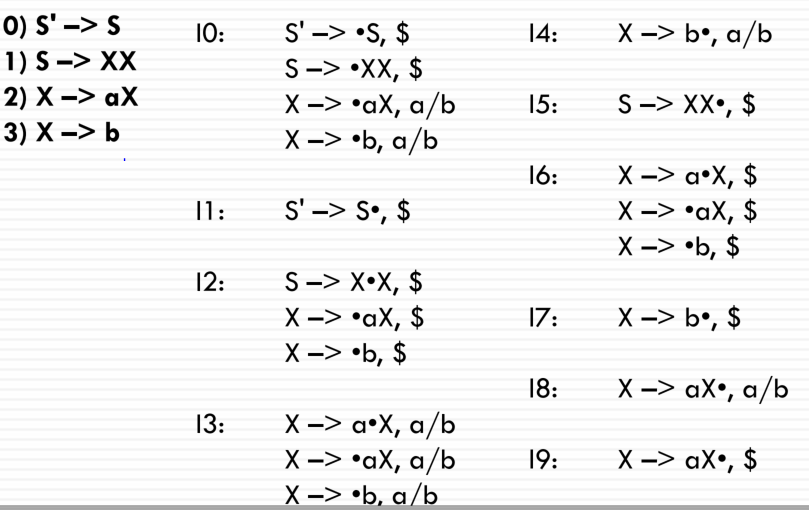 0) S' –> S
1) S –> XX
2) X –> aX
3) X –> b
I0: S' –> •S, $
S –> •XX, $
X –> •aX, a/b
X –> •b, a/b
I1: S' –> S•, $
I2: S –> X•X, $
X –> •aX, $
X –> •b, $
I3: X –> a•X, a/b
X –> •aX, a/b
X –> •b, a/b
I4: X –> b•, a/b
I5: S –> XX•, $
I6: X –> a•X, $
X –> •aX, $
X –> •b, $
I7: X –> b•, $
I8: X –> aX•, a/b
I9: X –> aX•, $